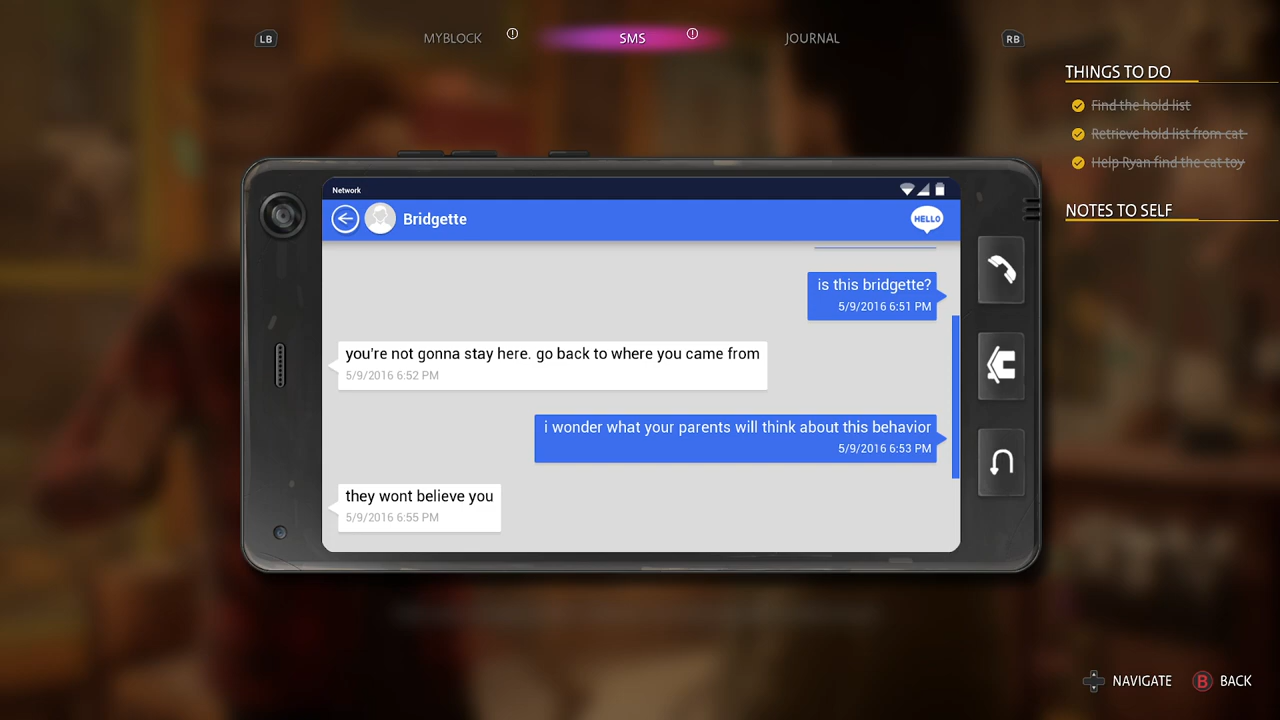 LB
MYBLOCK
SMS
JOURNAL
RB
THINGS TO DO
Find the hold list
Retrieve hold list from cat
Help Ryan find the cat toy
NOTES TO SELF
Network
Bridgette
HELLO
is this bridgette?
5/9/2016 6:51 PM
you're not gonna stay here. go back to where you came from
5/9/2016 6:52 PM
i wonder what your parents will think about this behavior
5/9/2016 6:53 PM
they wont believe you
5/9/2016 6:55 PM
NAVIGATE
B BACK